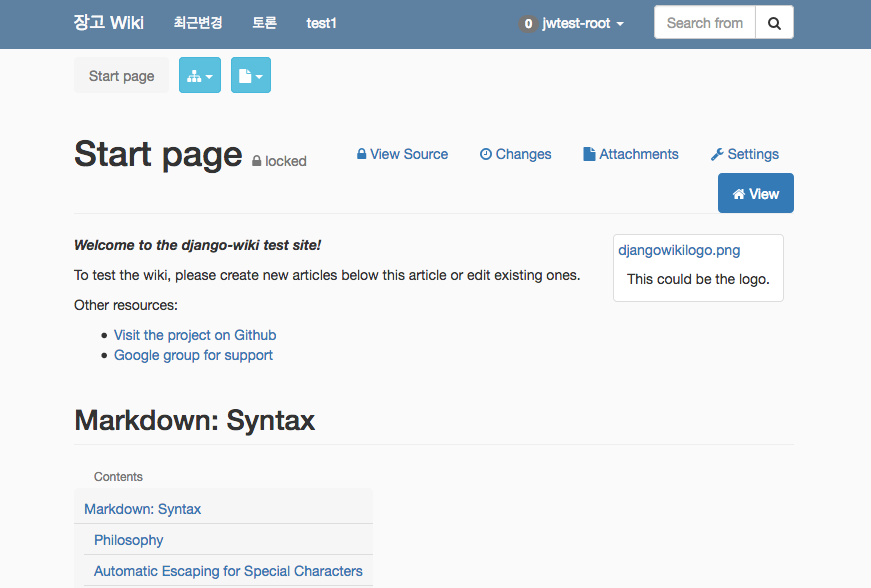 장고 Wiki 최근변경 토론 test1 0 jwtest-root Search from
Start page
Start page locked View Source Changes Attachments Settings
View
Welcome to the django-wiki test site!
djangowikilogo.png
To test the wiki, please create new articles below this article or edit existing ones.
This could be the logo.
Other resources:
Visit the project on Github
Google group for support
Markdown: Syntax
Contents
Markdown: Syntax
Philosophy
Automatic Escaping for Special Characters